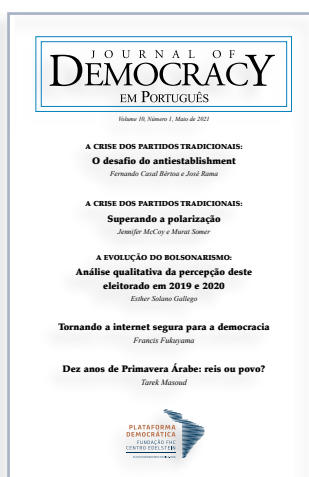 JOURNAL OF
DEMOCRACY
EM PORTUGUÊS
Volume 10, Número 1, Maio de 2021
A CRISE DOS PARTIDOS TRADICIONAIS:
O desafio do antiestablishment
Fernando Casal Bértoa e José Rama
A CRISE DOS PARTIDOS TRADICIONAIS:
Superando a polarização
Jennifer McCoy e Murat Somer
A EVOLUÇÃO DO BOLSONARISMO:
Análise qualitativa da percepção deste
eleitorado em 2019 e 2020
Esther Solano Gallego
Tornando a internet segura para a democracia
Francis Fukuyama
Dez anos de Primavera Árabe: reis ou povo?
Tarek Masoud
PLATAFORMA
DEMOCRÁTICA
FUNDAÇÃO FHC
CENTRO EDELSTEIN